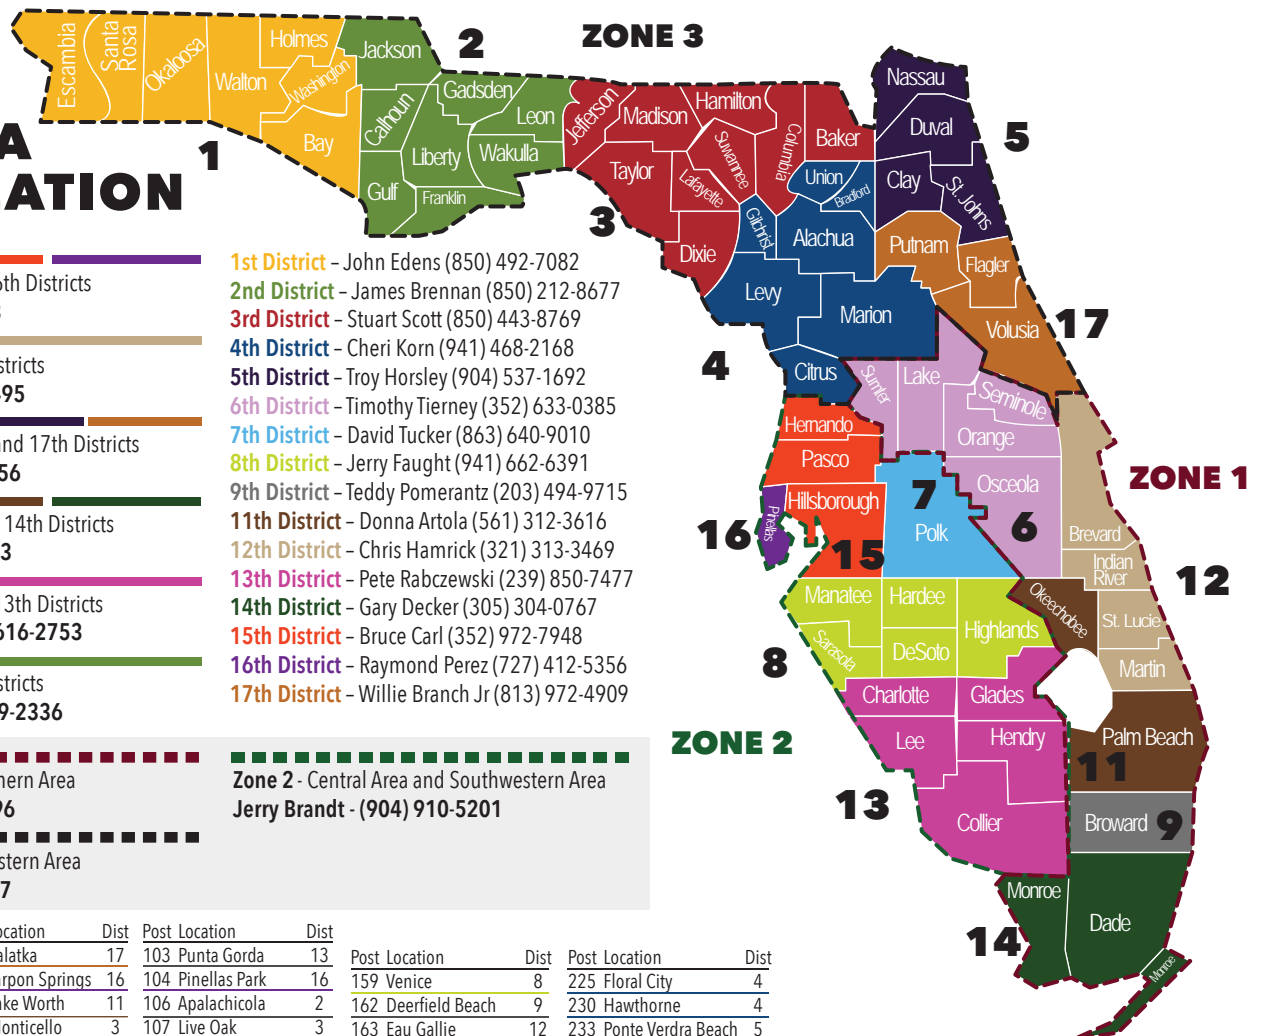 ZONE 3
2
Escambia
Santa Rosa
Okaloosa
Walton
Holmes
Washington
Bay
Jackson
Calhoun
Gulf
Gadsden
Liberty
Franklin
Leon
Wakulla
Jefferson
Madison
Taylor
Hamilton
Suwannee
Lafayette
Dixie
Columbia
Baker
Union
Bradford
Gilchrist
Alachua
Levy
Marion
Citrus
Nassau
Duval
Clay
St. Johns
Putnam
Flagler
Volusia
Sumter
Lake
Seminole
Orange
Osceola
Hernando
Pasco
Hillsborough
Pinellas
Polk
Brevard
Indian River
St. Lucie
Martin
Okeechobee
Manatee
Hardee
Highlands
Sarasota
DeSoto
Charlotte
Glades
Lee
Hendry
Collier
Palm Beach
Broward
Monroe
Dade
Monroe
1
3
4
5
17
ZONE 1
7
6
16
15
12
8
ZONE 2
11
13
9
14
A
ATION
6th Districts
stricts
95
and 17th Districts
56
14th Districts
3
13th Districts
616-2753
stricts
9-2336
1st District – John Edens (850) 492-7082
2nd District – James Brennan (850) 212-8677
3rd District – Stuart Scott (850) 443-8769
4th District – Cheri Korn (941) 468-2168
5th District – Troy Horsley (904) 537-1692
6th District – Timothy Tierney (352) 633-0385
7th District – David Tucker (863) 640-9010
8th District – Jerry Faught (941) 662-6391
9th District – Teddy Pomerantz (203) 494-9715
11th District – Donna Artola (561) 312-3616
12th District – Chris Hamrick (321) 313-3469
13th District – Pete Rabczewski (239) 850-7477
14th District – Gary Decker (305) 304-0767
15th District – Bruce Carl (352) 972-7948
16th District – Raymond Perez (727) 412-5356
17th District – Willie Branch Jr (813) 972-4909
hern Area
96
stern Area
7
Zone 2 - Central Area and Southwestern Area
Jerry Brandt - (904) 910-5201
ocation Dist
alatka 17
arpon Springs 16
ake Worth 11
onticello 3
Post Location Dist
103 Punta Gorda 13
104 Pinellas Park 16
106 Apalachicola 2
107 Live Oak 3
Post Location Dist
159 Venice 8
162 Deerfield Beach 9
163 Eau Gallie 12
Post Location Dist
225 Floral City 4
230 Hawthorne 4
233 Ponte Verdra Beach 5